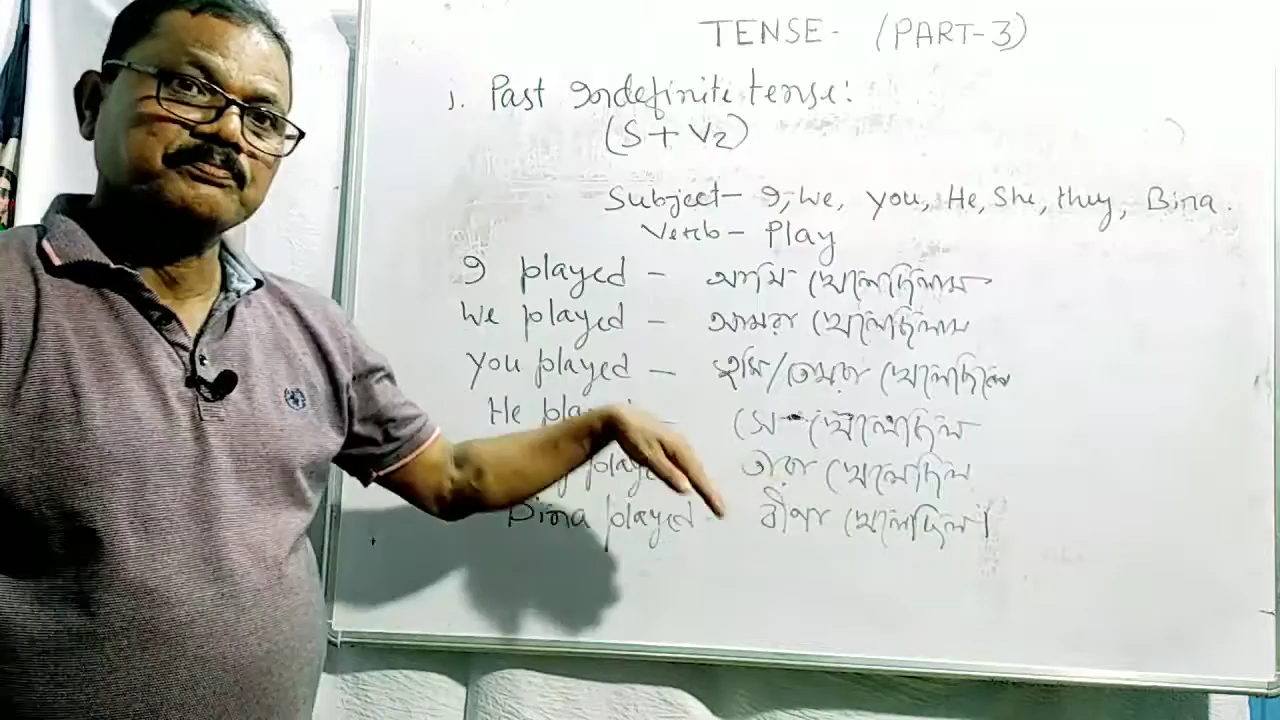 TENSE- (PART-3)
1. Past Indefinite tense:
(S + V2)
Subject- I, We, you, He, She, they, Bina.
Verb- Play
I played - আমি খেলেছিলাম
We played - আমরা খেলেছিলাম
you played - তুমি/তোমরা খেলেছিলে
He - সে খেলেছিল
তারা খেলেছিল
Bina played - বীণা খেলেছিল।